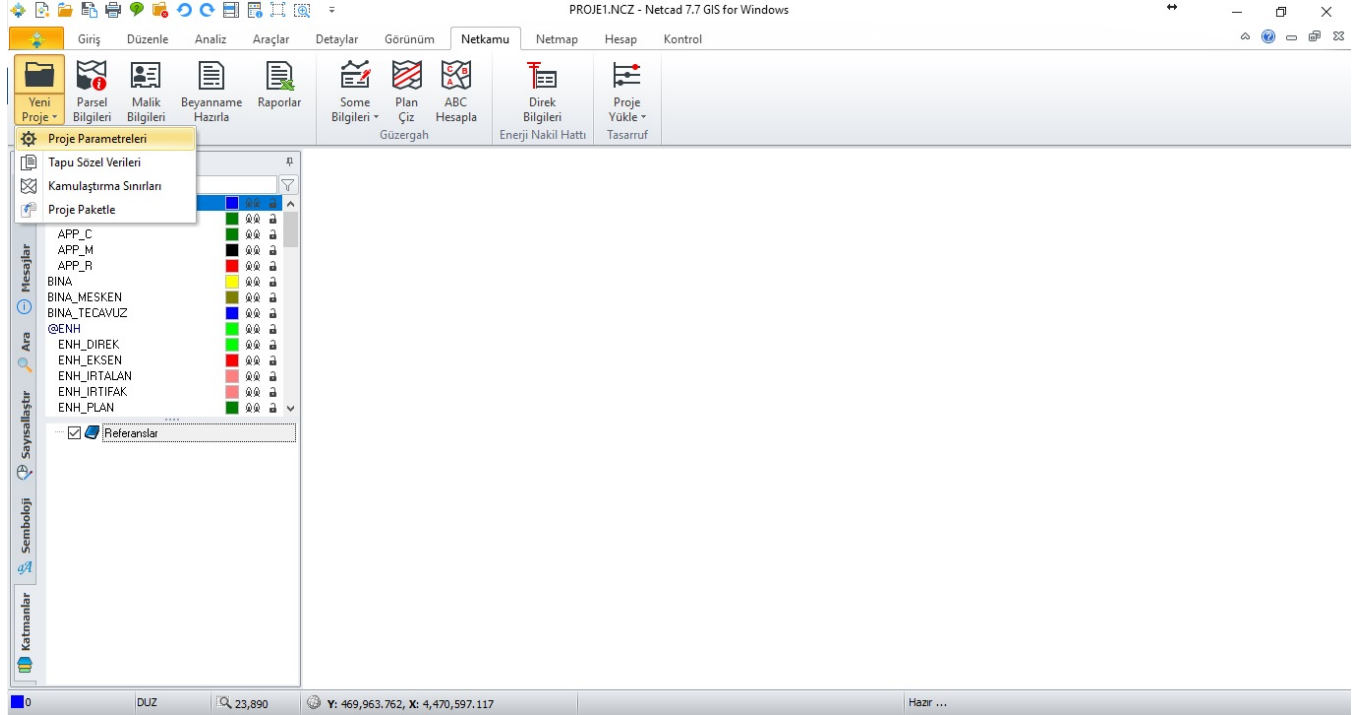 PROJE1.NCZ - Netcad 7.7 GIS for Windows
Giriş Düzenle Analiz Araçlar Detaylar Görünüm Netkamu Netmap Hesap Kontrol
Yeni Proje
Parsel Bilgileri
Malik Bilgileri
Beyanname Hazırla
Raporlar
Some Bilgileri
Plan Çiz
ABC Hesapla
Direk Bilgileri
Proje Yükle
Güzergah
Enerji Nakil Hattı
Tasarruf
Proje Parametreleri
Tapu Sözel Verileri
Kamulaştırma Sınırları
Proje Paketle
APP_C
APP_M
APP_R
BINA
BINA_MESKEN
BINA_TECAVUZ
@ENH
ENH_DIREK
ENH_EKSEN
ENH_IRTALAN
ENH_IRTIFAK
ENH_PLAN
Referanslar
Mesajlar
Ara
Sayısallaştır
Semboloji
Katmanlar
0 DUZ 23,890 Y: 469,963.762, X: 4,470,597.117 Hazır ...